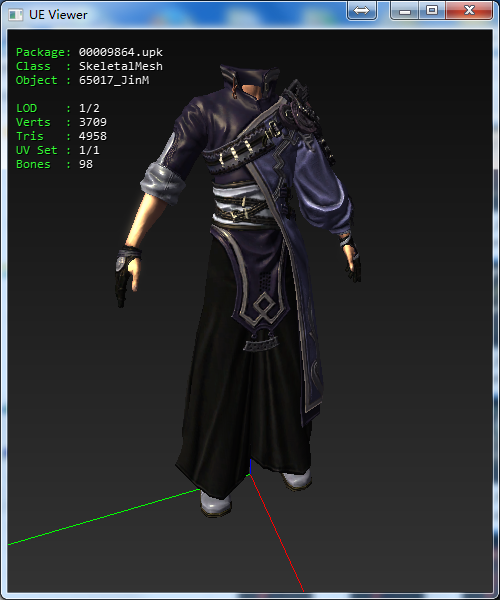 UE Viewer
Package: 00009864.upk
Class : SkeletalMesh
Object : 65017_JinM
LOD : 1/2
Verts : 3709
Tris : 4958
UV Set : 1/1
Bones : 98